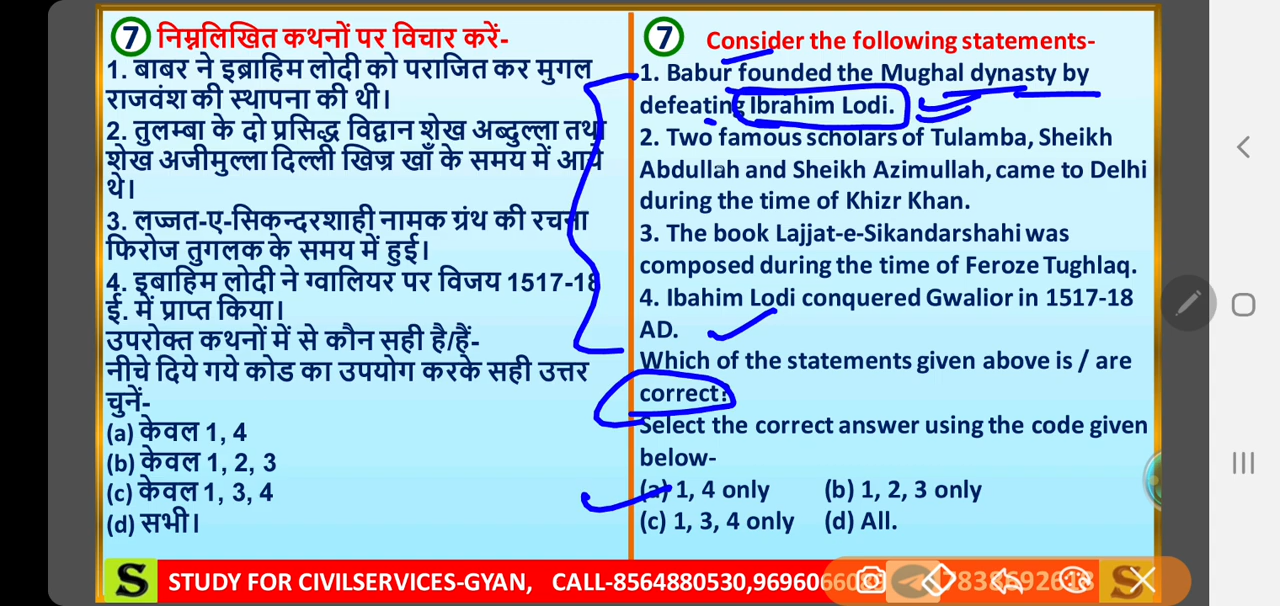 7 निम्नलिखित कथनों पर विचार करें-
1. बाबर ने इब्राहिम लोदी को पराजित कर मुगल
राजवंश की स्थापना की थी।
2. तुलम्बा के दो प्रसिद्ध विद्वान शेख अब्दुल्ला तथा
शेख अजीमुल्ला दिल्ली खिज्र खाँ के समय में आये
थे।
3. लज्जत-ए-सिकन्दरशाही नामक ग्रंथ की रचना
फिरोज तुगलक के समय में हुई।
4. इबाहिम लोदी ने ग्वालियर पर विजय 1517-18
ई. में प्राप्त किया।
उपरोक्त कथनों में से कौन सही है/हैं-
नीचे दिये गये कोड का उपयोग करके सही उत्तर
चुनें-
(a) केवल 1, 4
(b) केवल 1, 2, 3
(c) केवल 1, 3, 4
(d) सभी।
7 Consider the following statements-
1. Babur founded the Mughal dynasty by
defeating Ibrahim Lodi.
2. Two famous scholars of Tulamba, Sheikh
Abdullah and Sheikh Azimullah, came to Delhi
during the time of Khizr Khan.
3. The book Lajjat-e-Sikandarshahi was
composed during the time of Feroze Tughlaq.
4. Ibahim Lodi conquered Gwalior in 1517-18
AD.
Which of the statements given above is / are
correct?
Select the correct answer using the code given
below-
(a) 1, 4 only (b) 1, 2, 3 only
(c) 1, 3, 4 only (d) All.
S STUDY FOR CIVILSERVICES-GYAN, CALL-8564880530, S